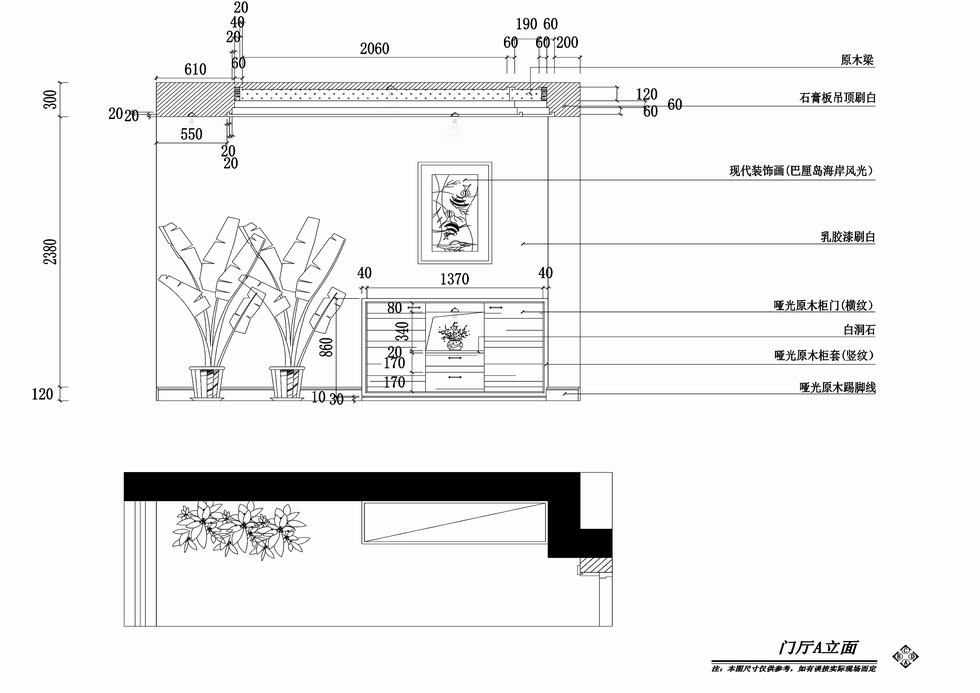 20
40
20
60
610
2060
190
60
60
60
200
原木梁
300
石膏板吊顶刷白
120
60
60
20
20
550
20
20
现代装饰画(巴厘岛海岸风光)
2380
乳胶漆刷白
40
1370
40
80
340
860
20
170
170
哑光原木柜门(横纹)
白洞石
哑光原木柜套(竖纹)
哑光原木踢脚线
120
10
30
门厅A立面
注：本图尺寸仅供参考，如有误按实际现场而定
C
B
D
A